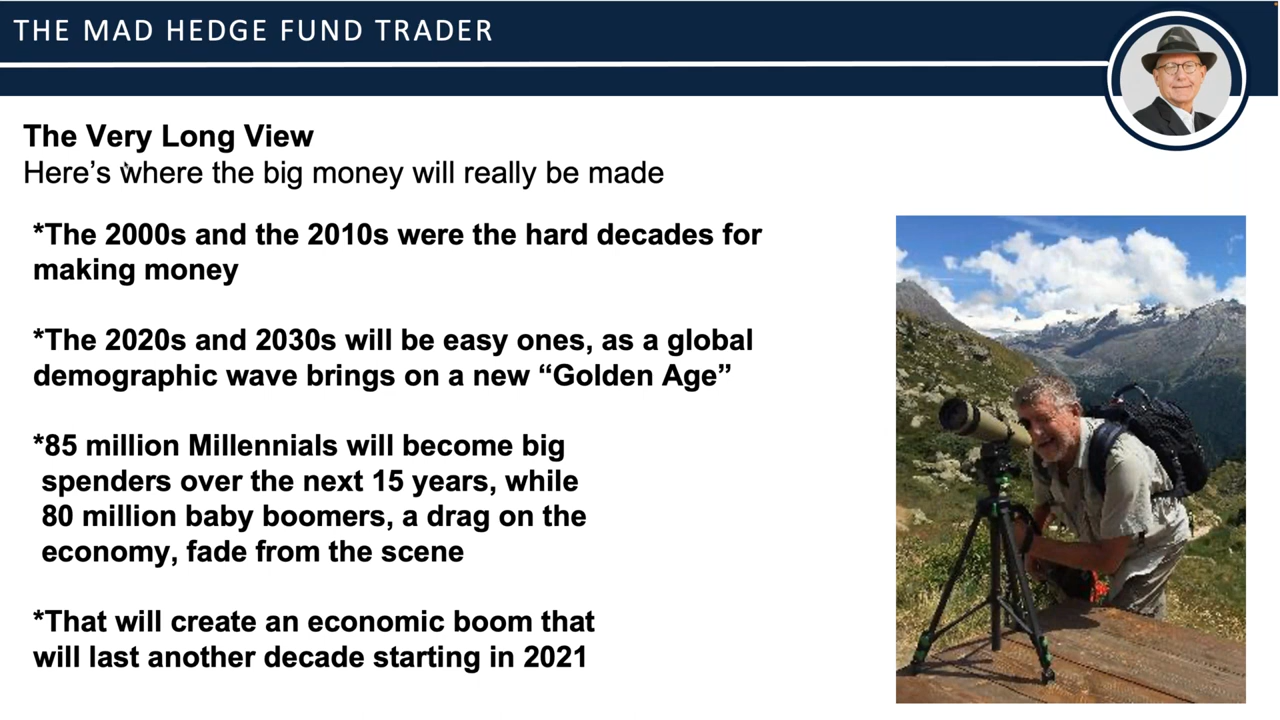 THE MAD HEDGE FUND TRADER
The Very Long View
Here’s where the big money will really be made
*The 2000s and the 2010s were the hard decades for
making money
*The 2020s and 2030s will be easy ones, as a global
demographic wave brings on a new “Golden Age”
*85 million Millennials will become big
spenders over the next 15 years, while
80 million baby boomers, a drag on the
economy, fade from the scene
*That will create an economic boom that
will last another decade starting in 2021